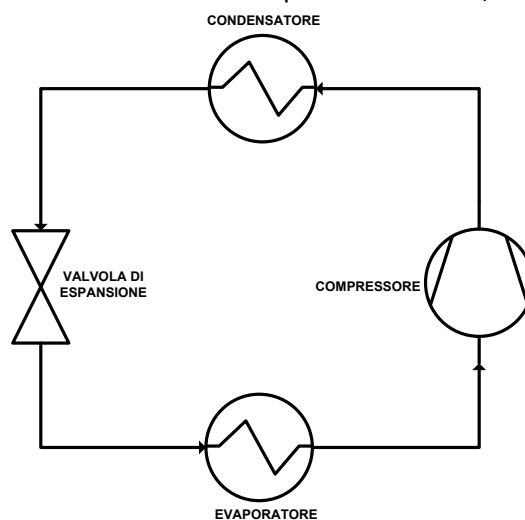 CONDENSATORE
VALVOLA DI
ESPANSIONE
COMPRESSORE
EVAPORATORE